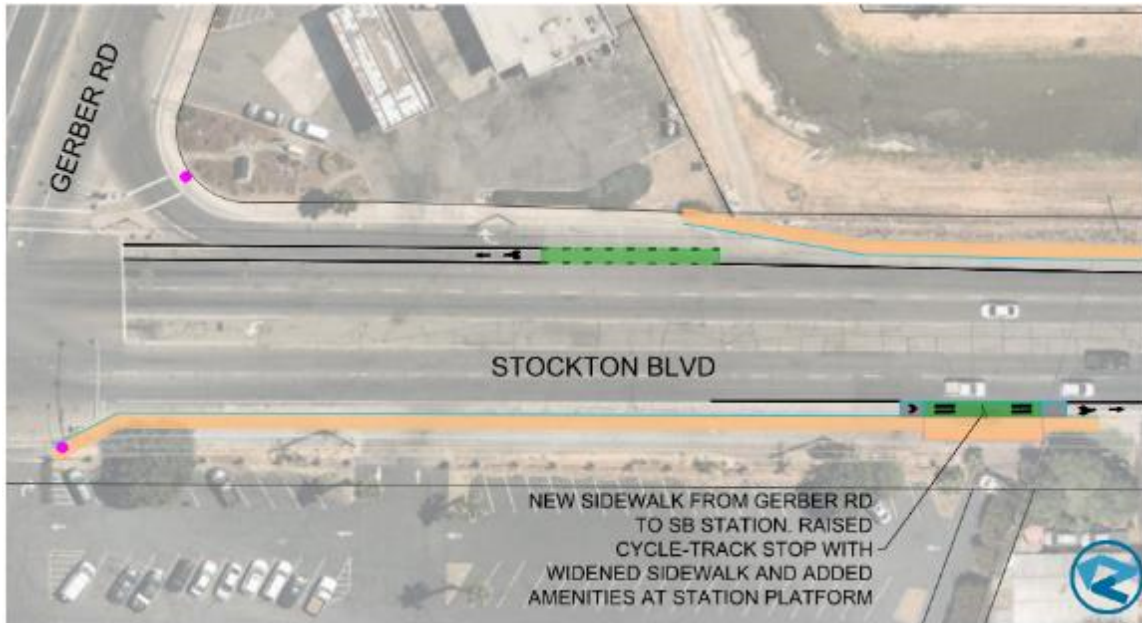 GERBER RD
STOCKTON BLVD
NEW SIDEWALK FROM GERBER RD
TO SB STATION. RAISED
CYCLE-TRACK STOP WITH
WIDENED SIDEWALK AND ADDED
AMENITIES AT STATION PLATFORM